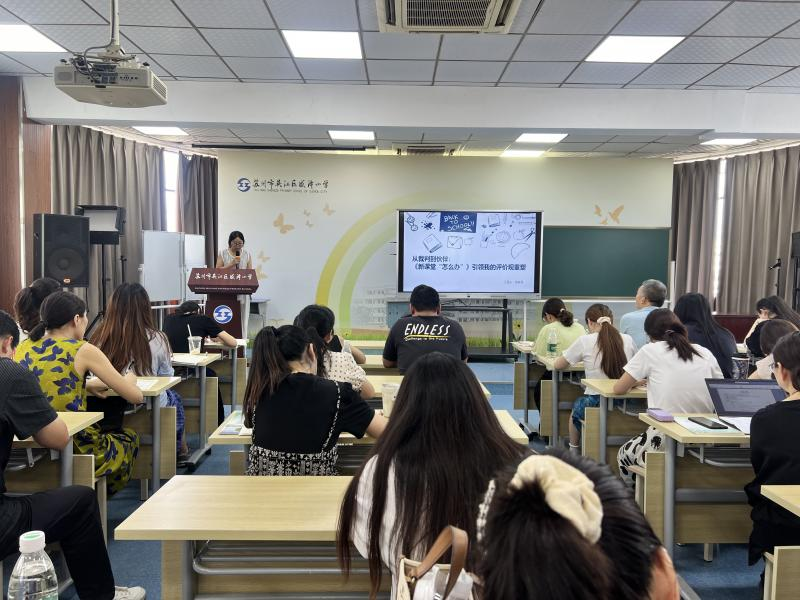 苏州市吴江区盛泽小学
BACK
TO
SCHOOL!
从裁判到伙伴：
《新课堂“怎么办”》引领我的评价观重塑
苏州市吴江区盛泽小学
ENDLESS